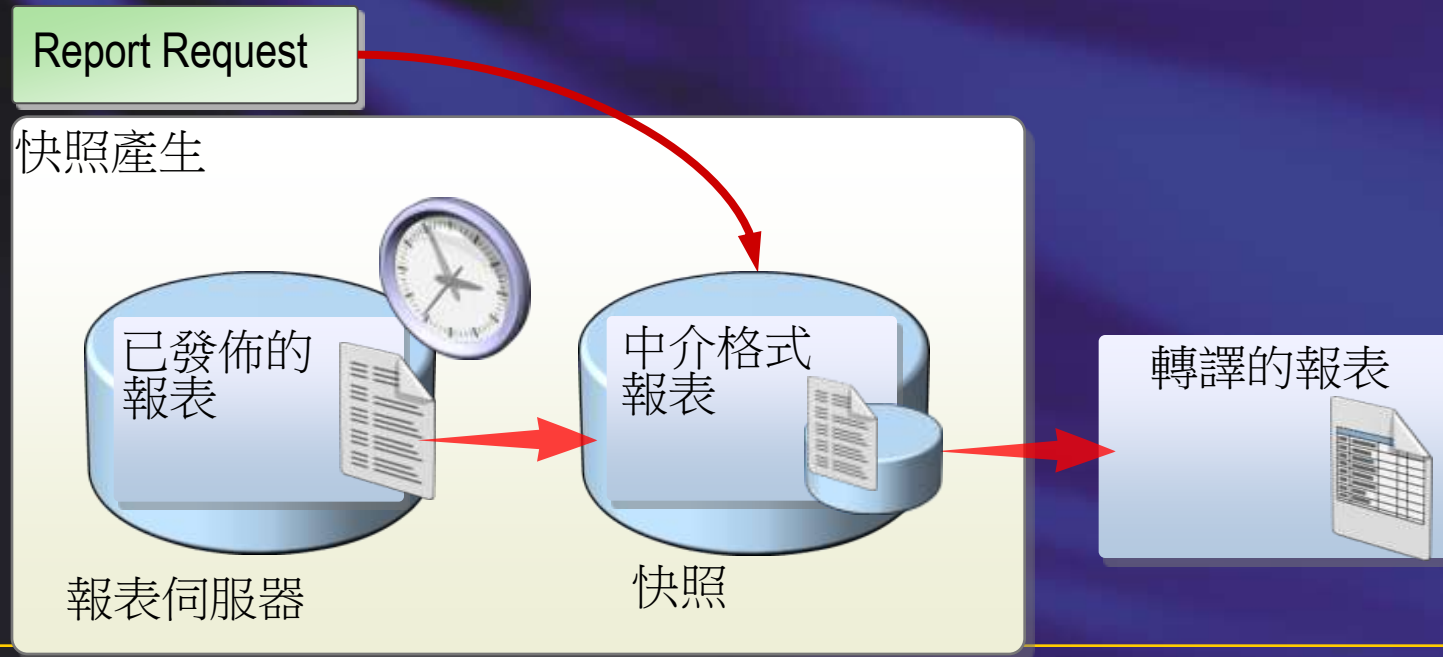 Report Request
快照產生
已發佈的
報表
中介格式
報表
轉譯的報表
報表伺服器
快照